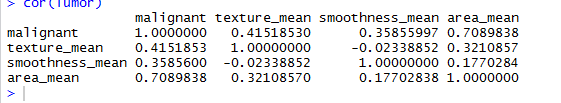 > cor(Tumor)
malignant texture_mean smoothness_mean area_mean
malignant 1.0000000 0.41518530 0.35855997 0.7089838
texture_mean 0.4151853 1.00000000 -0.02338852 0.3210857
smoothness_mean 0.3585600 -0.02338852 1.00000000 0.1770284
area_mean 0.7089838 0.32108570 0.17702838 1.0000000
>